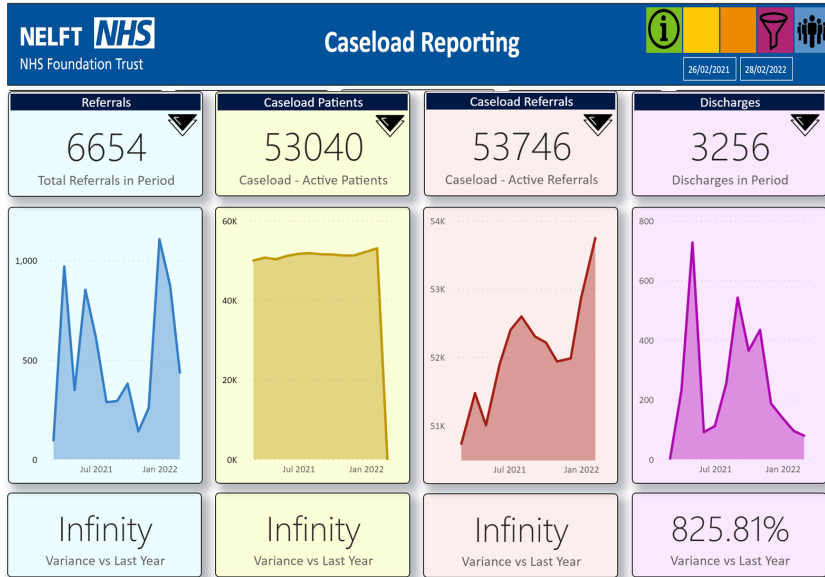 NELFT NHS
NHS Foundation Trust
Caseload Reporting
i
26/02/2021 28/02/2022
Referrals
6654
Total Referrals in Period
Caseload Patients
53040
Caseload - Active Patients
Caseload Referrals
53746
Caseload - Active Referrals
Discharges
3256
Discharges in Period
1,000
500
0
Jul 2021 Jan 2022
60K
40K
20K
0K
Jul 2021 Jan 2022
54K
53K
52K
51K
Jul 2021 Jan 2022
800
600
400
200
0
Jul 2021 Jan 2022
Infinity
Variance vs Last Year
Infinity
Variance vs Last Year
Infinity
Variance vs Last Year
825.81%
Variance vs Last Year